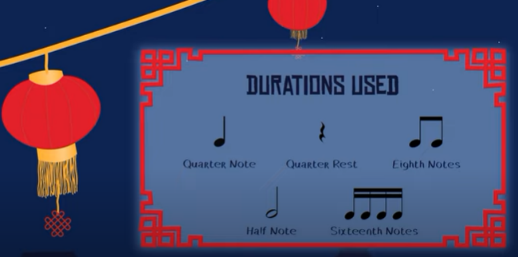 DURATIONS USED
Quarter Note Quarter Rest Eighth Notes
Half Note Sixteenth Notes